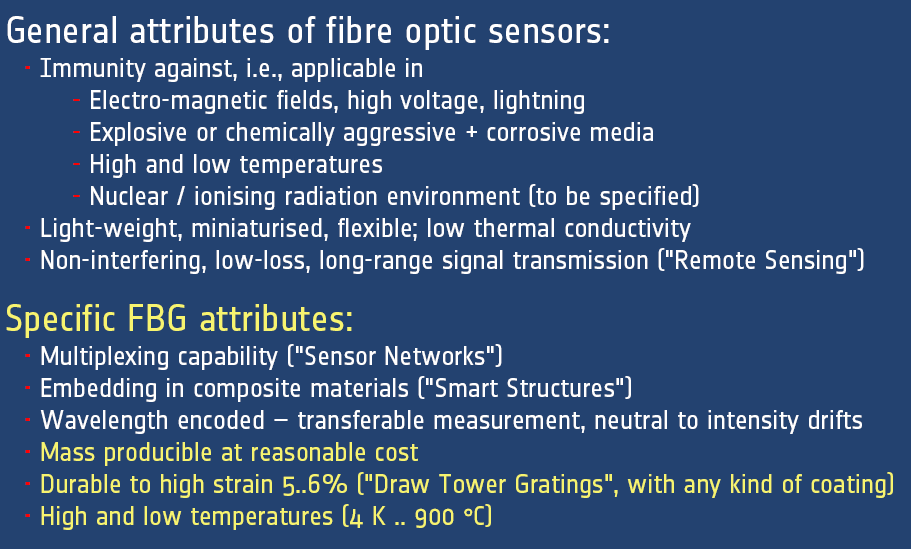 General attributes of fibre optic sensors:
- Immunity against, i.e., applicable in
- Electro-magnetic fields, high voltage, lightning
- Explosive or chemically aggressive + corrosive media
- High and low temperatures
- Nuclear / ionising radiation environment (to be specified)
- Light-weight, miniaturised, flexible; low thermal conductivity
- Non-interfering, low-loss, long-range signal transmission ("Remote Sensing")
Specific FBG attributes:
- Multiplexing capability ("Sensor Networks")
- Embedding in composite materials ("Smart Structures")
- Wavelength encoded – transferable measurement, neutral to intensity drifts
- Mass producible at reasonable cost
- Durable to high strain 5..6% ("Draw Tower Gratings", with any kind of coating)
- High and low temperatures (4 K .. 900 °C)